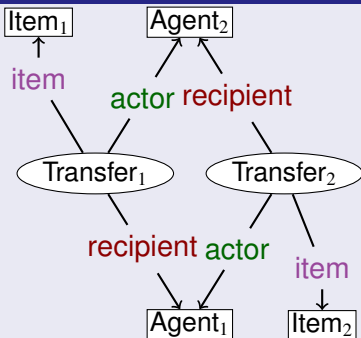 Item₁ Agent₂
item
actor recipient
Transfer₁ Transfer₂
recipient actor
item
Agent₁ Item₂